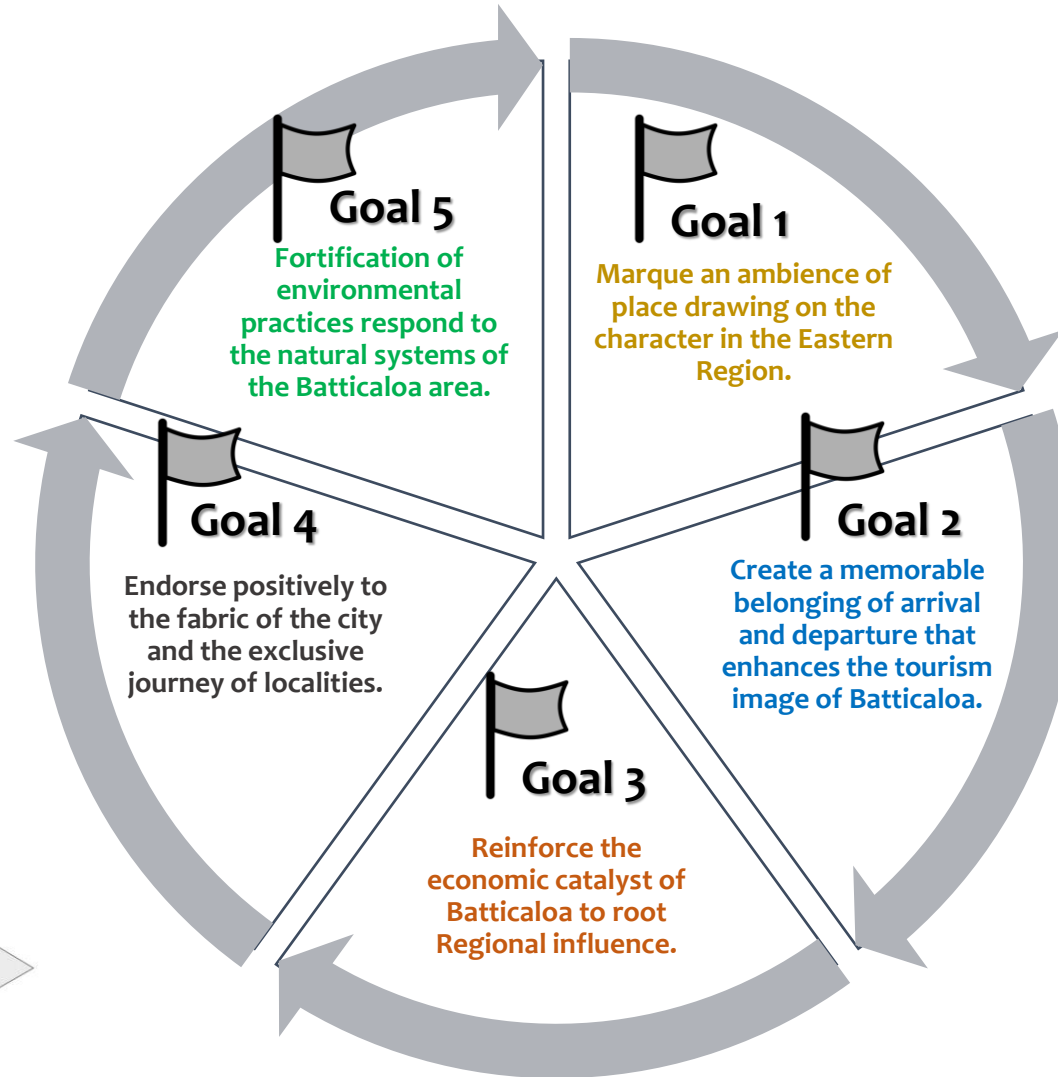 Goal 1
Marque an ambience of
place drawing on the
character in the Eastern
Region.
Goal 2
Create a memorable
belonging of arrival
and departure that
enhances the tourism
image of Batticaloa.
Goal 3
Reinforce the
economic catalyst of
Batticaloa to root
Regional influence.
Goal 4
Endorse positively to
the fabric of the city
and the exclusive
journey of localities.
Goal 5
Fortification of
environmental
practices respond to
the natural systems of
the Batticaloa area.